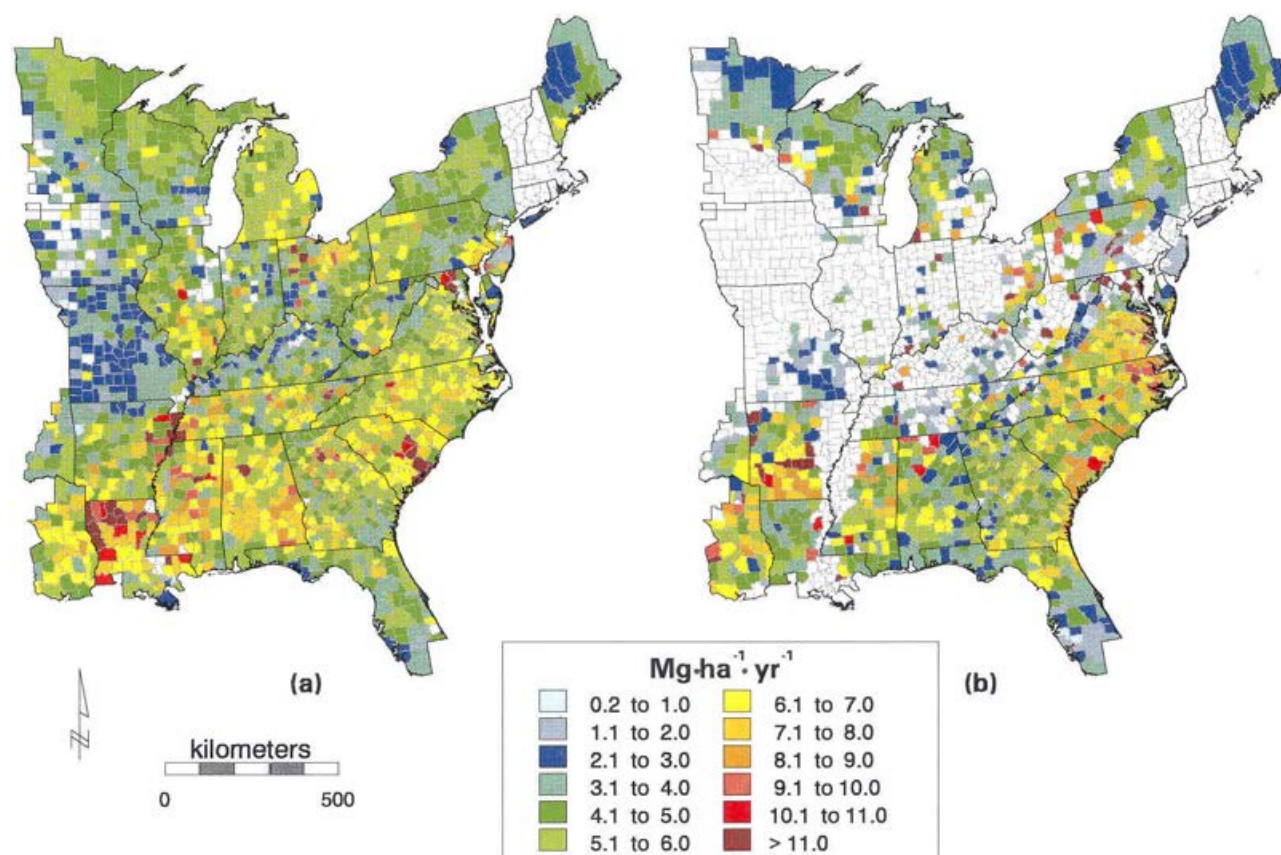 (a)
(b)
kilometers
0 500
Mg·ha⁻¹·yr⁻¹
0.2 to 1.0
1.1 to 2.0
2.1 to 3.0
3.1 to 4.0
4.1 to 5.0
5.1 to 6.0
6.1 to 7.0
7.1 to 8.0
8.1 to 9.0
9.1 to 10.0
10.1 to 11.0
> 11.0